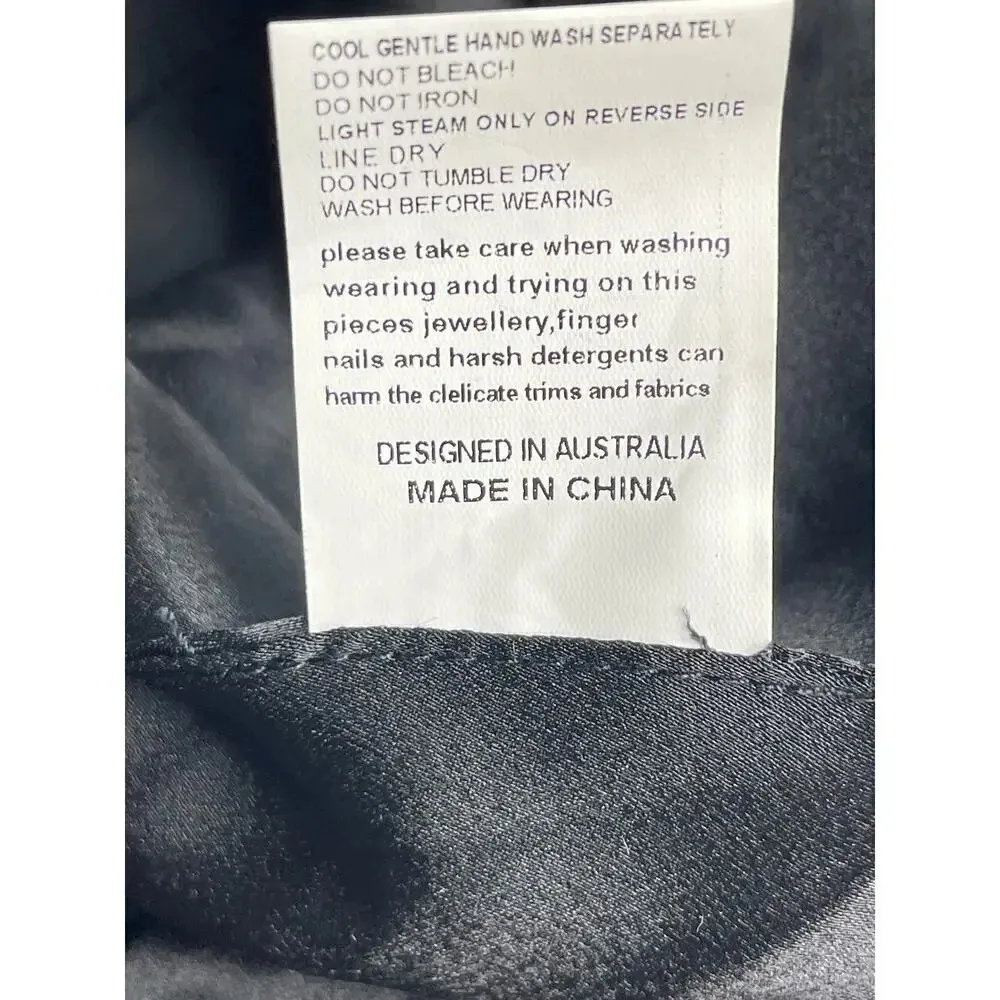 COOL GENTLE HAND WASH SEPARATELY
DO NOT BLEACH
DO NOT IRON
LIGHT STEAM ONLY ON REVERSE SIDE
LINE DRY
DO NOT TUMBLE DRY
WASH BEFORE WEARING
please take care when washing
wearing and trying on this
pieces jewellery,finger
nails and harsh detergents can
harm the clelicate trims and fabrics
DESIGNED IN AUSTRALIA
MADE IN CHINA